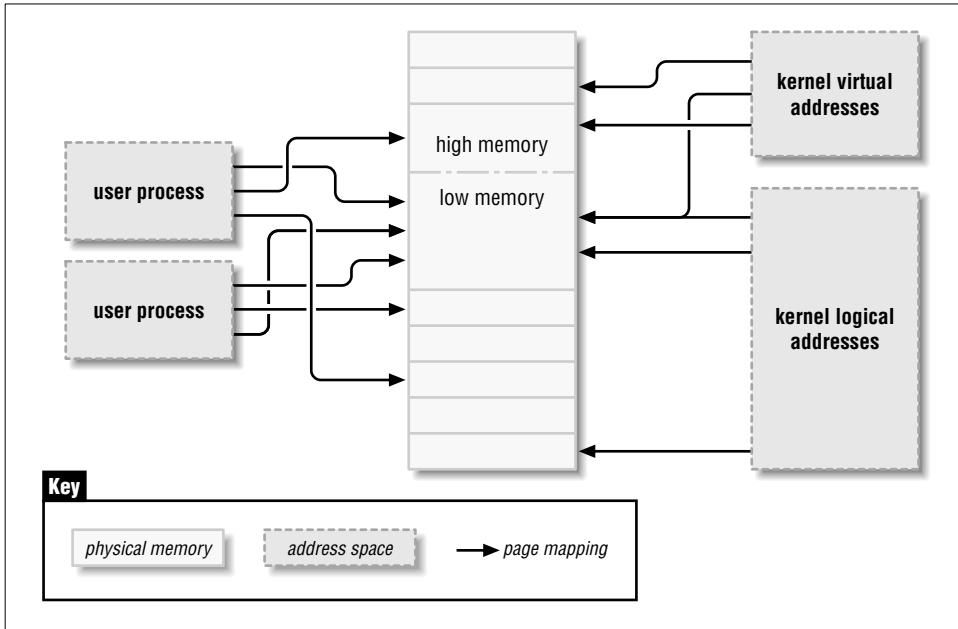 high memory
low memory
user process
user process
kernel virtual
addresses
kernel logical
addresses
Key
physical memory
address space
page mapping